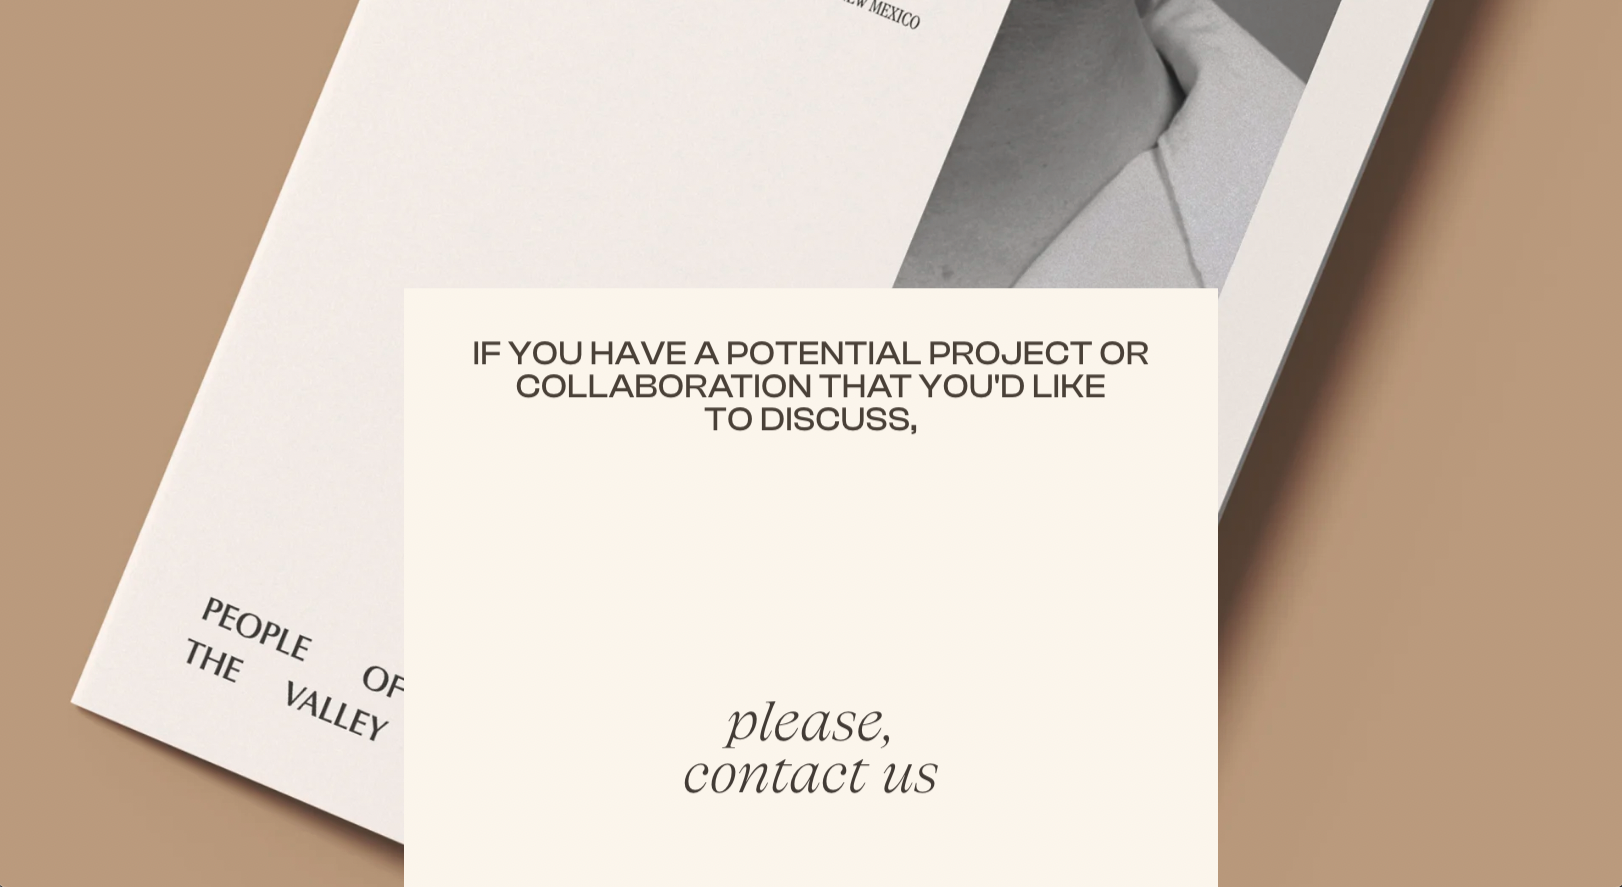 MEXICO
IF YOU HAVE A POTENTIAL PROJECT OR
COLLABORATION THAT YOU'D LIKE
TO DISCUSS,
PEOPLE OF
THE VALLEY
please,
contact us